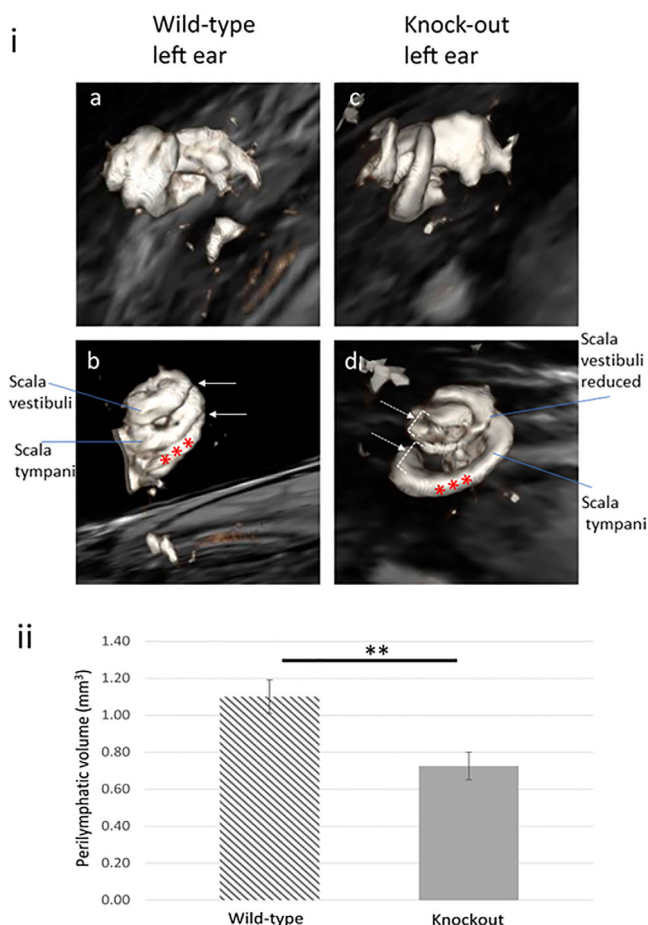 i
Wild-type
left ear
Knock-out
left ear
a
c
b
Scala
vestibuli
Scala
tympani
***
d
Scala
vestibuli
reduced
Scala
tympani
***
ii
Perilymphatic volume (mm³)
1.40
1.20
1.00
0.80
0.60
0.40
0.20
0.00
**
Wild-type
Knockout